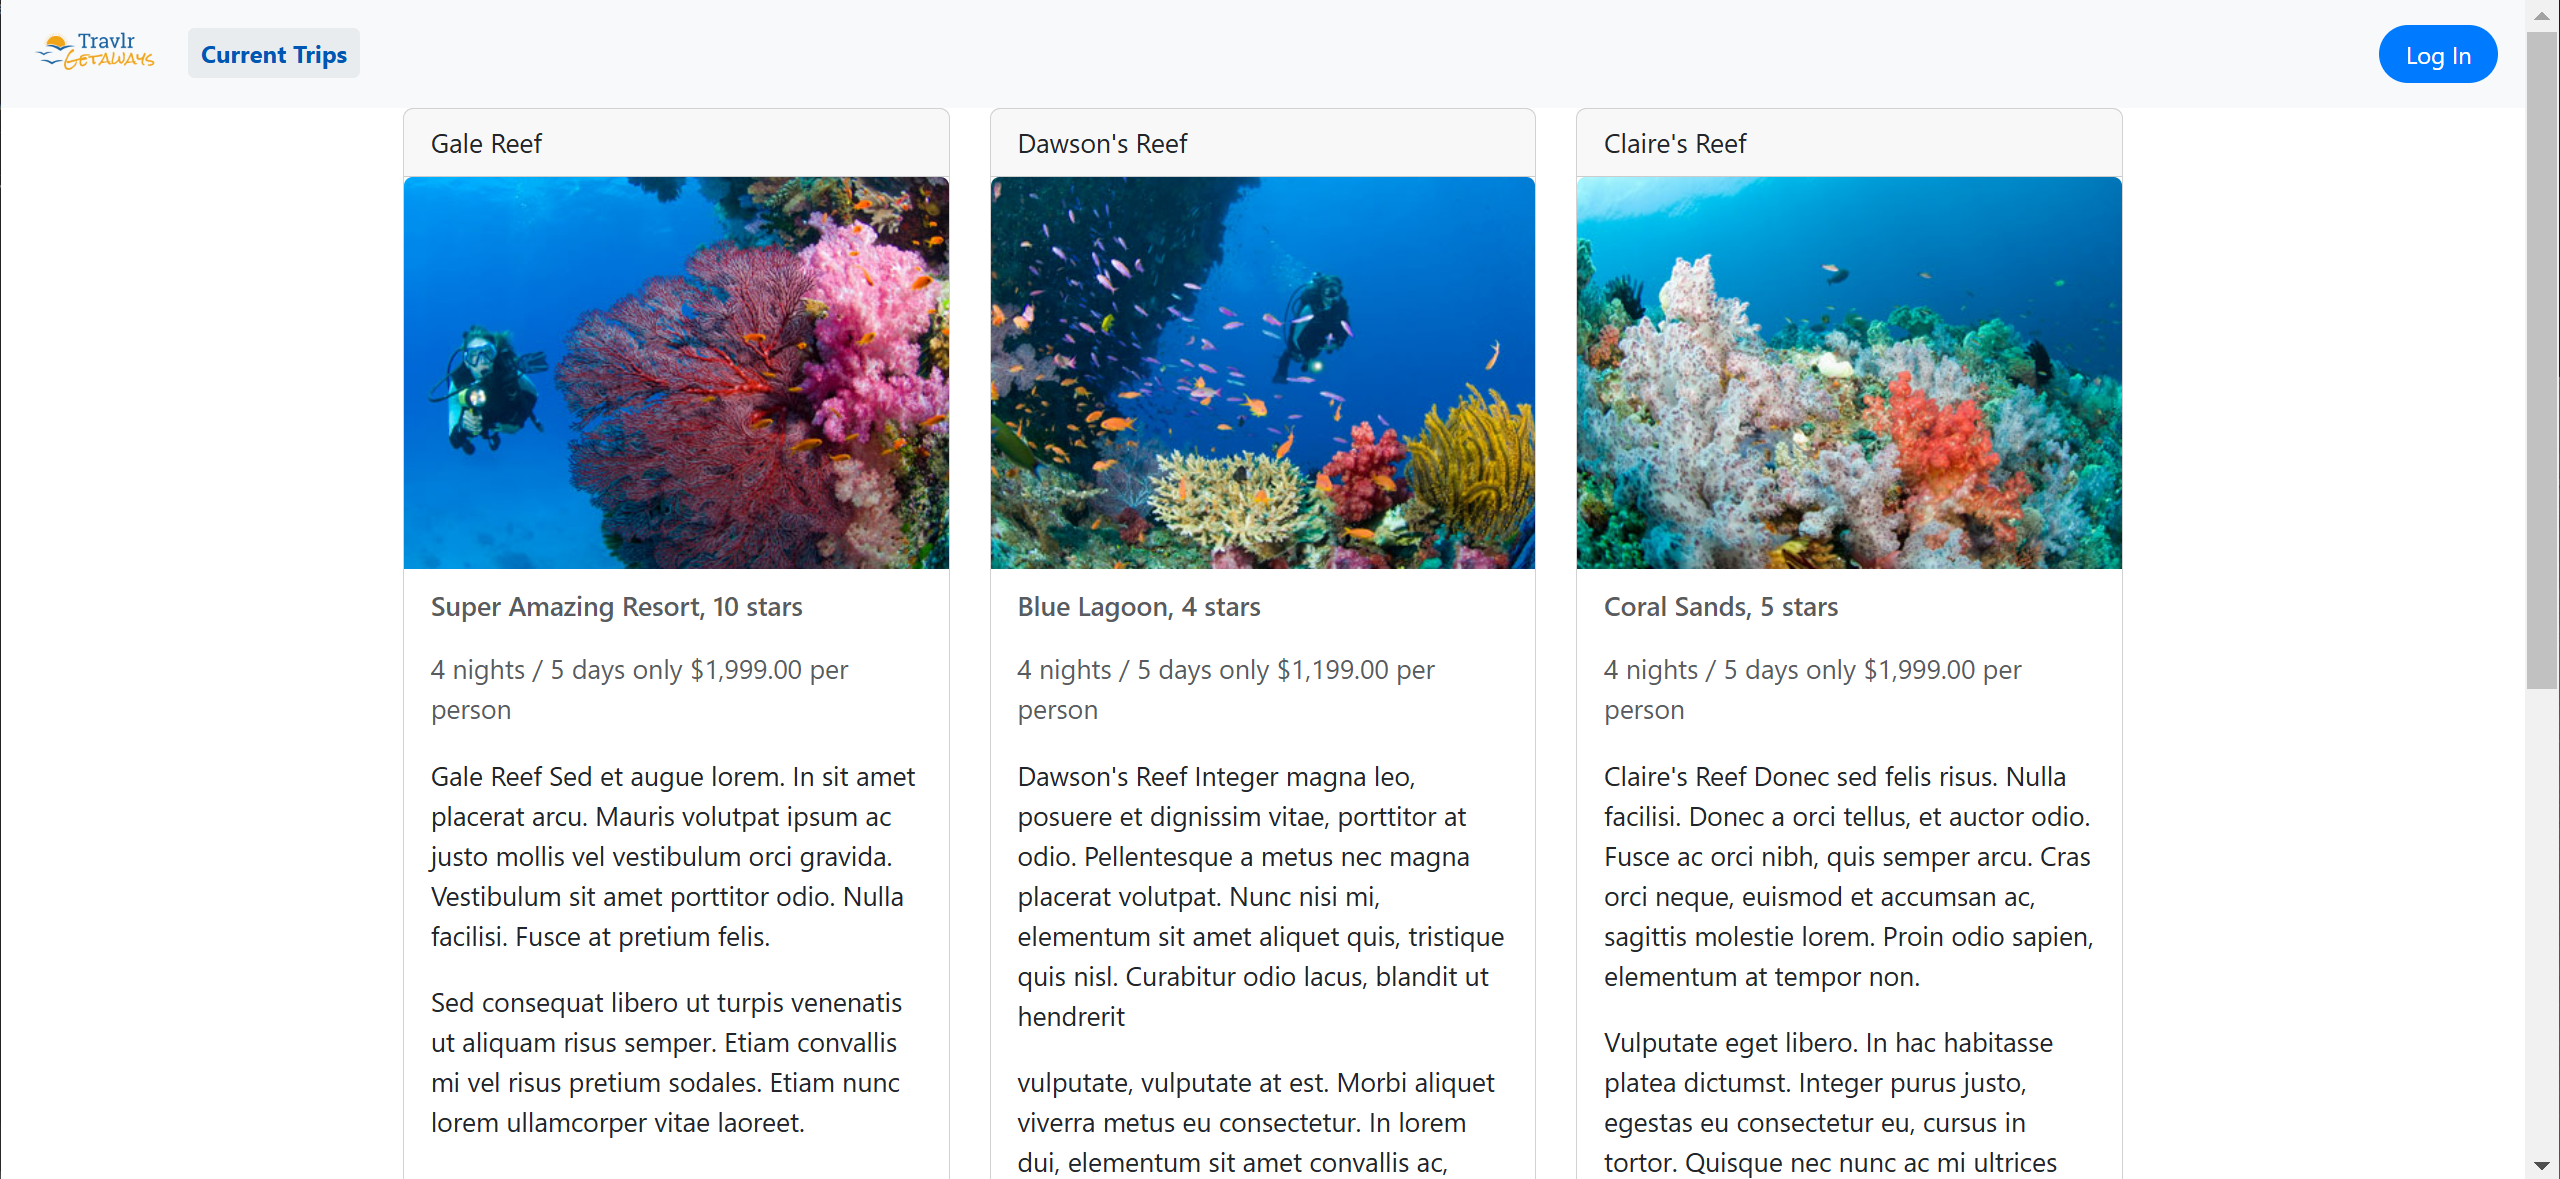 Travlr
Getaways
Current Trips
Log In
Gale Reef
Super Amazing Resort, 10 stars
4 nights / 5 days only $1,999.00 per
person
Gale Reef Sed et augue lorem. In sit amet
placerat arcu. Mauris volutpat ipsum ac
justo mollis vel vestibulum orci gravida.
Vestibulum sit amet porttitor odio. Nulla
facilisi. Fusce at pretium felis.
Sed consequat libero ut turpis venenatis
ut aliquam risus semper. Etiam convallis
mi vel risus pretium sodales. Etiam nunc
lorem ullamcorper vitae laoreet.
Dawson's Reef
Blue Lagoon, 4 stars
4 nights / 5 days only $1,199.00 per
person
Dawson's Reef Integer magna leo,
posuere et dignissim vitae, porttitor at
odio. Pellentesque a metus nec magna
placerat volutpat. Nunc nisi mi,
elementum sit amet aliquet quis, tristique
quis nisl. Curabitur odio lacus, blandit ut
hendrerit
vulputate, vulputate at est. Morbi aliquet
viverra metus eu consectetur. In lorem
dui, elementum sit amet convallis ac,
Claire's Reef
Coral Sands, 5 stars
4 nights / 5 days only $1,999.00 per
person
Claire's Reef Donec sed felis risus. Nulla
facilisi. Donec a orci tellus, et auctor odio.
Fusce ac orci nibh, quis semper arcu. Cras
orci neque, euismod et accumsan ac,
sagittis molestie lorem. Proin odio sapien,
elementum at tempor non.
Vulputate eget libero. In hac habitasse
platea dictumst. Integer purus justo,
egestas eu consectetur eu, cursus in
tortor. Quisque nec nunc ac mi ultrices